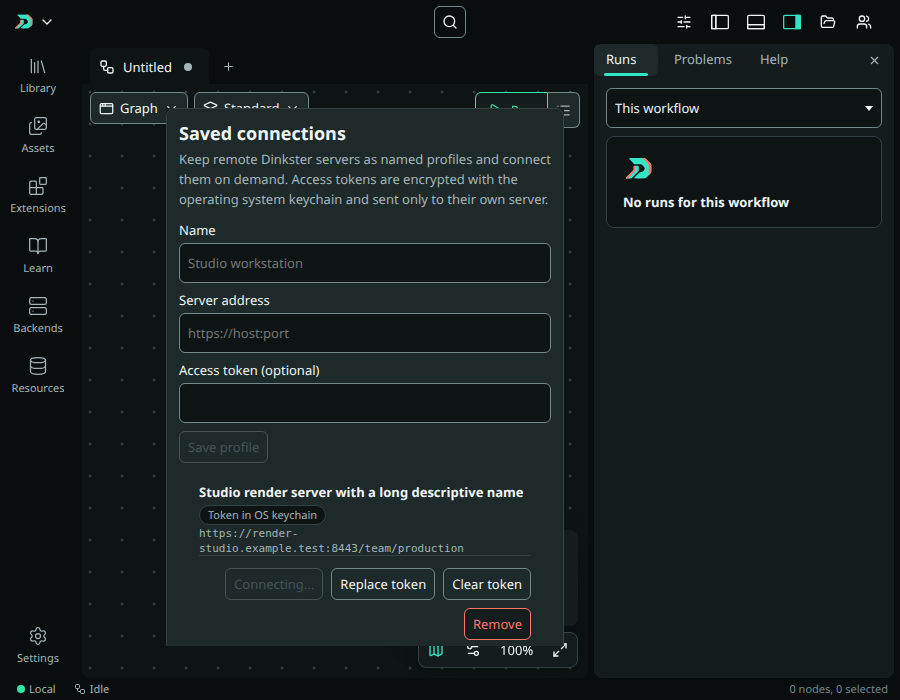 Library
Assets
Extensions
Learn
Backends
Resources
Settings
Untitled
Graph
Standard
Saved connections
Keep remote Dinkster servers as named profiles and connect
them on demand. Access tokens are encrypted with the
operating system keychain and sent only to their own server.
Name
Studio workstation
Server address
https://host:port
Access token (optional)
Save profile
Studio render server with a long descriptive name
Token in OS keychain
https://render-
studio.example.test:8443/team/production
Connecting...
Replace token
Clear token
Remove
100%
Runs
Problems
Help
This workflow
No runs for this workflow
Local
Idle
0 nodes, 0 selected